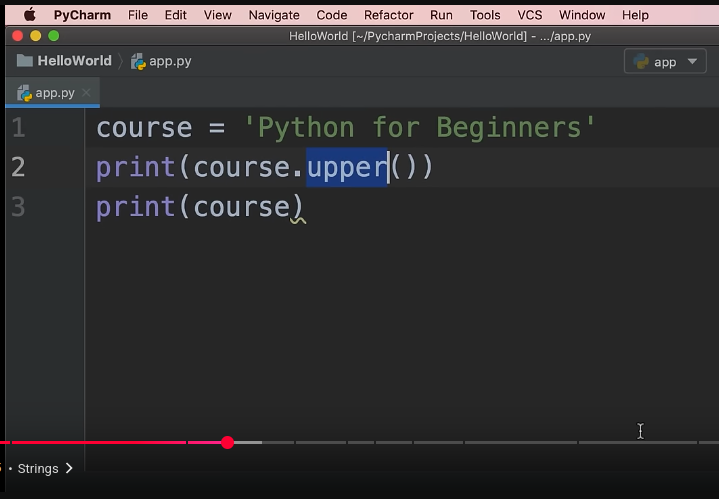 PyCharm File Edit View Navigate Code Refactor Run Tools VCS Window Help
HelloWorld [~/PycharmProjects/HelloWorld] - .../app.py
HelloWorld app.py app
app.py
1 course = 'Python for Beginners'
2 print(course.upper())
3 print(course)
• Strings